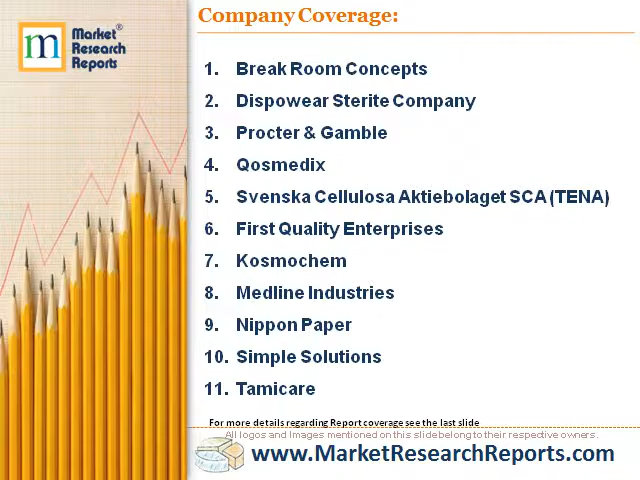 Company Coverage:
m Market® Research Reports
1. Break Room Concepts
2. Dispowear Sterite Company
3. Procter & Gamble
4. Qosmedix
5. Svenska Cellulosa Aktiebolaget SCA (TENA)
6. First Quality Enterprises
7. Kosmochem
8. Medline Industries
9. Nippon Paper
10. Simple Solutions
11. Tamicare
For more details regarding Report coverage see the last slide
All logos and Images mentioned on this slide belong to their respective owners.
www.MarketResearchReports.com